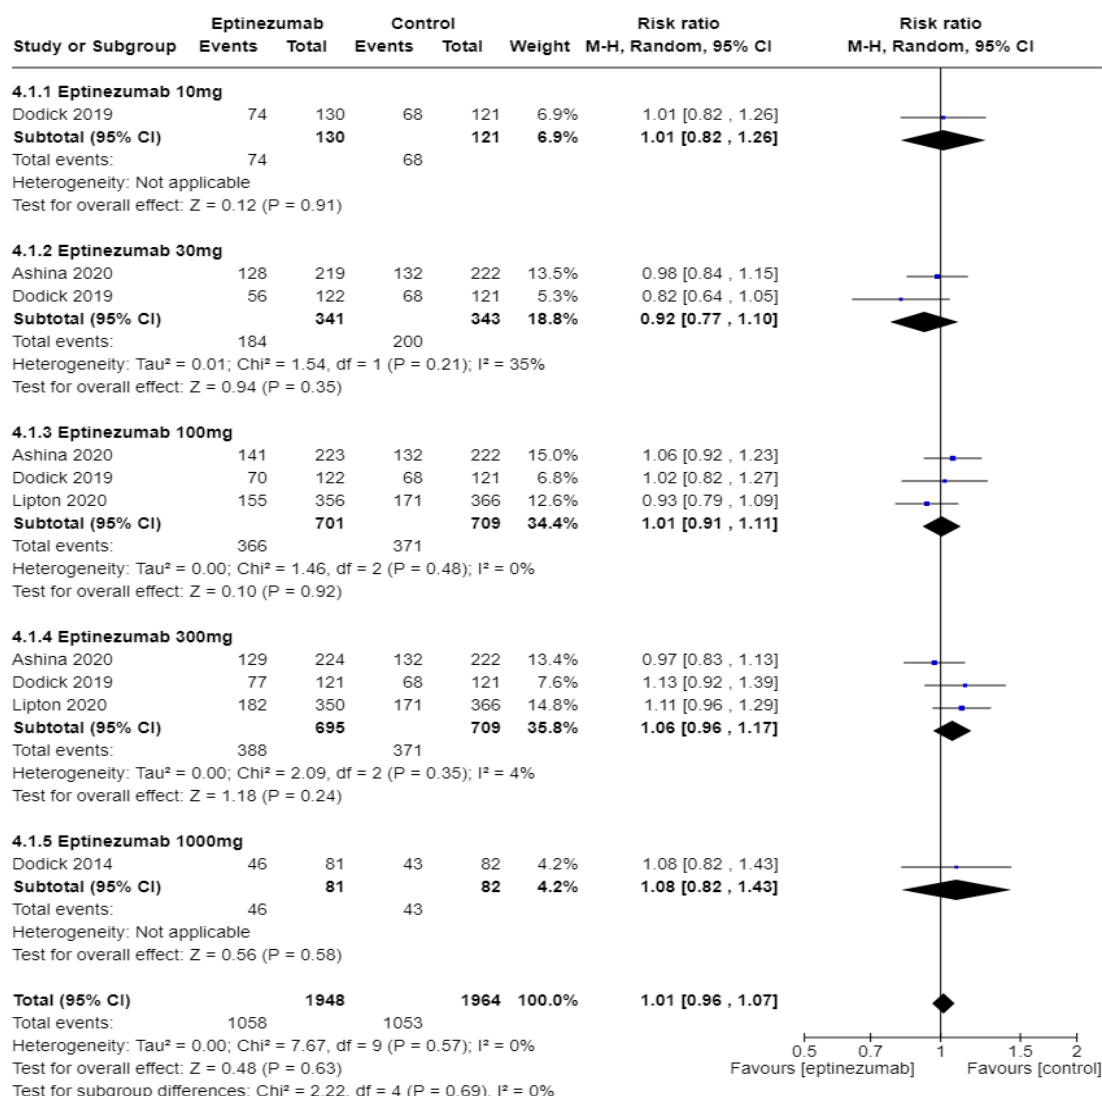 Eptinezumab Control Risk ratio Risk ratio
Study or Subgroup Events Total Events Total Weight M-H, Random, 95% CI M-H, Random, 95% CI
4.1.1 Eptinezumab 10mg
Dodick 2019 74 130 68 121 6.9% 1.01 [0.82 , 1.26]
Subtotal (95% CI) 130 121 6.9% 1.01 [0.82 , 1.26]
Total events: 74 68
Heterogeneity: Not applicable
Test for overall effect: Z = 0.12 (P = 0.91)
4.1.2 Eptinezumab 30mg
Ashina 2020 128 219 132 222 13.5% 0.98 [0.84 , 1.15]
Dodick 2019 56 122 68 121 5.3% 0.82 [0.64 , 1.05]
Subtotal (95% CI) 341 343 18.8% 0.92 [0.77 , 1.10]
Total events: 184 200
Heterogeneity: Tau² = 0.01; Chi² = 1.54, df = 1 (P = 0.21); I² = 35%
Test for overall effect: Z = 0.94 (P = 0.35)
4.1.3 Eptinezumab 100mg
Ashina 2020 141 223 132 222 15.0% 1.06 [0.92 , 1.23]
Dodick 2019 70 122 68 121 6.8% 1.02 [0.82 , 1.27]
Lipton 2020 155 356 171 366 12.6% 0.93 [0.79 , 1.09]
Subtotal (95% CI) 701 709 34.4% 1.01 [0.91 , 1.11]
Total events: 366 371
Heterogeneity: Tau² = 0.00; Chi² = 1.46, df = 2 (P = 0.48); I² = 0%
Test for overall effect: Z = 0.10 (P = 0.92)
4.1.4 Eptinezumab 300mg
Ashina 2020 129 224 132 222 13.4% 0.97 [0.83 , 1.13]
Dodick 2019 77 121 68 121 7.6% 1.13 [0.92 , 1.39]
Lipton 2020 182 350 171 366 14.8% 1.11 [0.96 , 1.29]
Subtotal (95% CI) 695 709 35.8% 1.06 [0.96 , 1.17]
Total events: 388 371
Heterogeneity: Tau² = 0.00; Chi² = 2.09, df = 2 (P = 0.35); I² = 4%
Test for overall effect: Z = 1.18 (P = 0.24)
4.1.5 Eptinezumab 1000mg
Dodick 2014 46 81 43 82 4.2% 1.08 [0.82 , 1.43]
Subtotal (95% CI) 81 82 4.2% 1.08 [0.82 , 1.43]
Total events: 46 43
Heterogeneity: Not applicable
Test for overall effect: Z = 0.56 (P = 0.58)
Total (95% CI) 1948 1964 100.0% 1.01 [0.96 , 1.07]
Total events: 1058 1053
Heterogeneity: Tau² = 0.00; Chi² = 7.67, df = 9 (P = 0.57); I² = 0%
Test for overall effect: Z = 0.48 (P = 0.63)
Test for subgroup differences: Chi² = 2.22, df = 4 (P = 0.69), I² = 0%
0.5 0.7 1 1.5 2
Favours [eptinezumab] Favours [control]